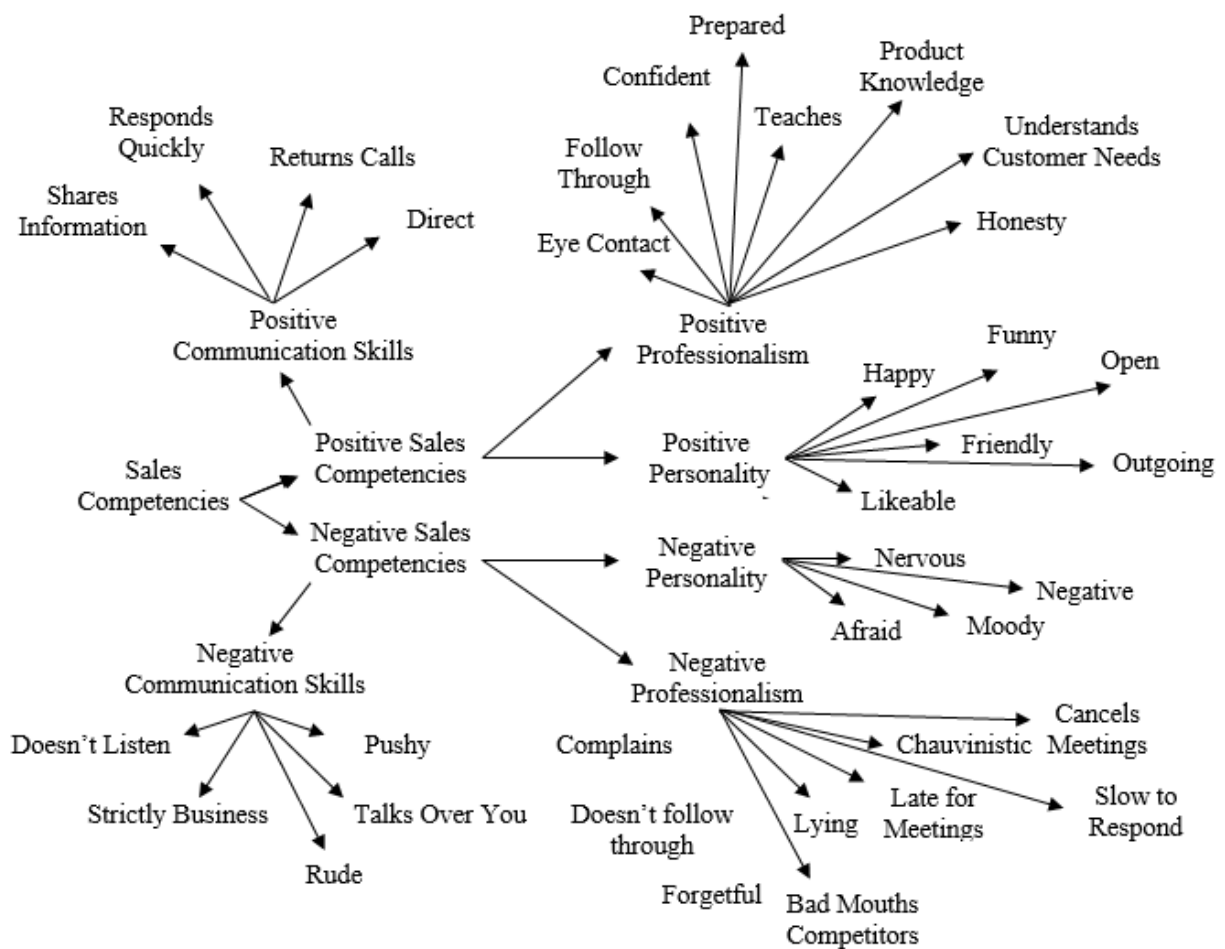 Prepared
Confident
Product
Knowledge
Responds
Quickly
Teaches
Returns Calls
Follow
Through
Understands
Customer Needs
Shares
Information
Direct
Eye Contact
Honesty
Positive
Communication Skills
Positive
Professionalism
Funny
Happy
Open
Positive Sales
Competencies
Positive
Personality
Friendly
Outgoing
Sales
Competencies
Likeable
Negative Sales
Competencies
Negative
Personality
Nervous
Negative
Afraid
Moody
Negative
Communication Skills
Negative
Professionalism
Doesn’t Listen
Pushy
Complains
Chauvinistic
Cancels
Meetings
Strictly Business
Talks Over You
Doesn’t follow
through
Lying
Late for
Meetings
Slow to
Respond
Rude
Forgetful
Bad Mouths
Competitors